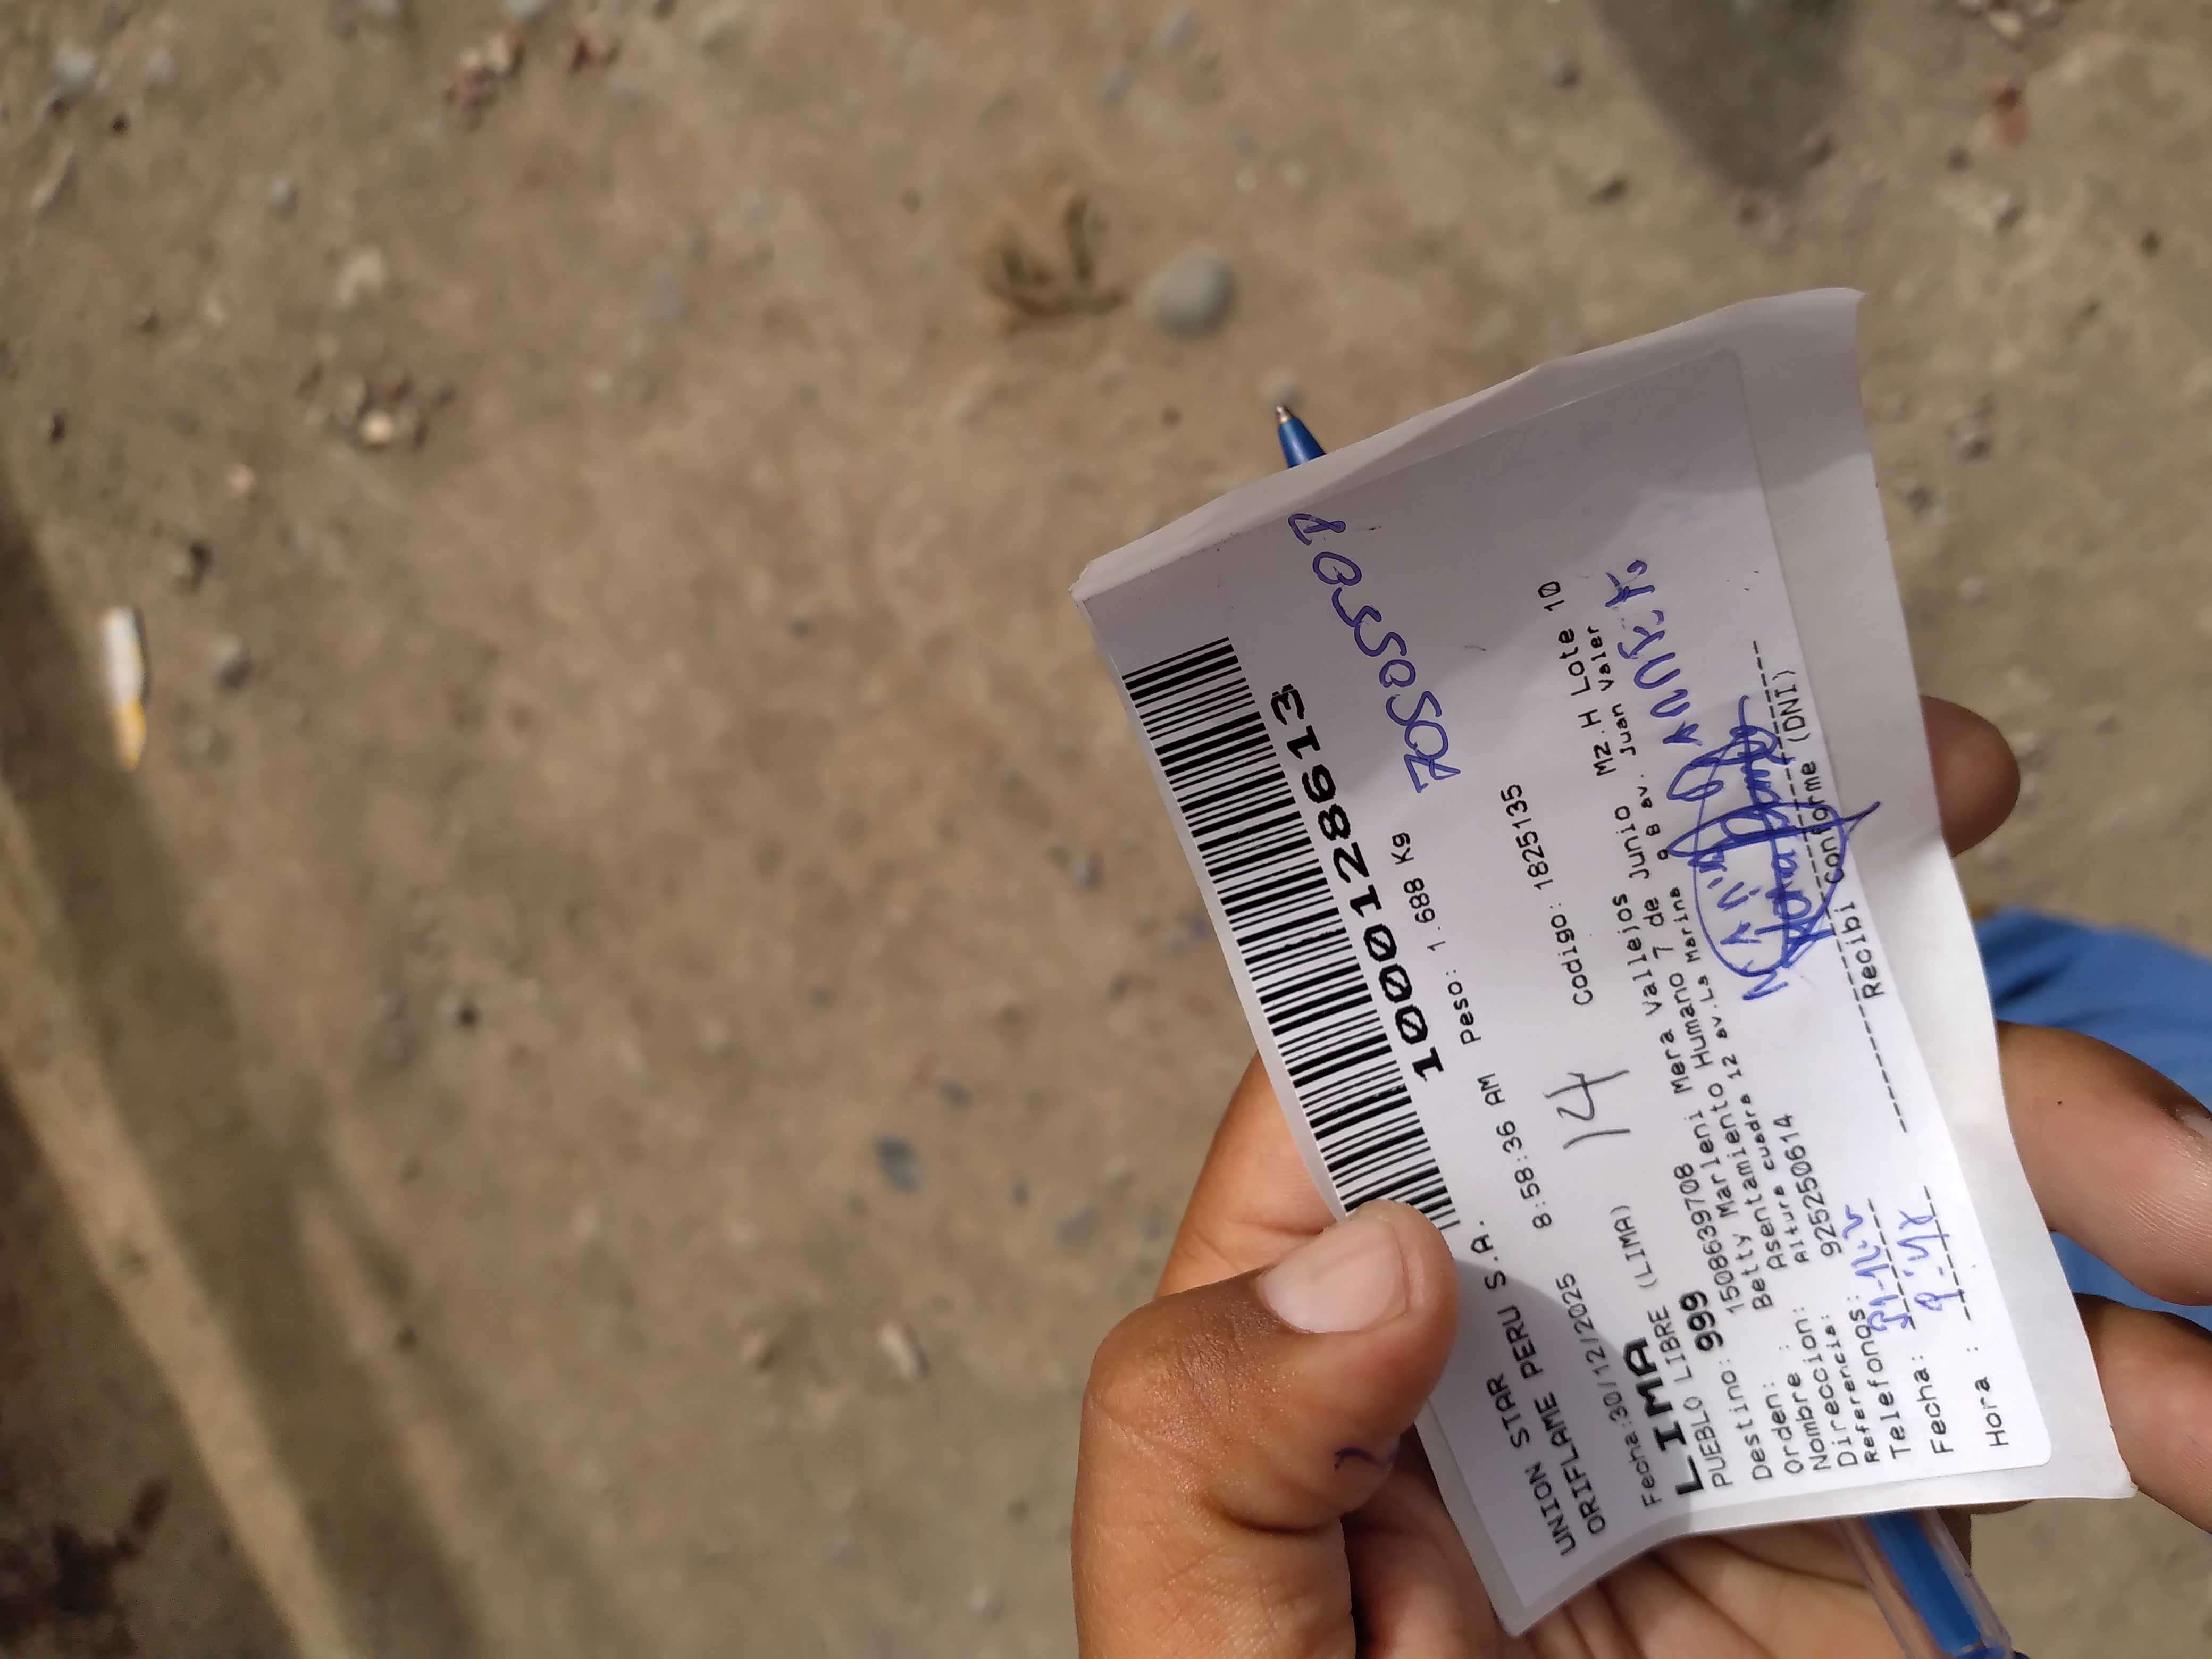 1000128613
UNION STAR S.A. Peso: 1.688 Kg
ORIFLAME PERU S.A.
70505507
Fecha:30/12/2025 8:58:36 AM
LIMA 14 Codigo: 1825135
PUEBLO LIBRE (LIMA)
Destino: 999
Orden: 1508639708
Nombre : Betty Marleni Mera Vallejos
Direccion: Asentamiento Humano 7 de Junio Mz.H Lote 10
Referencia: Altura cuadra 12 av.La Marina 8 av. Juan Valer
Telefonos: 925250614
Fecha:
Hora :
Recibi conforme (DNI)